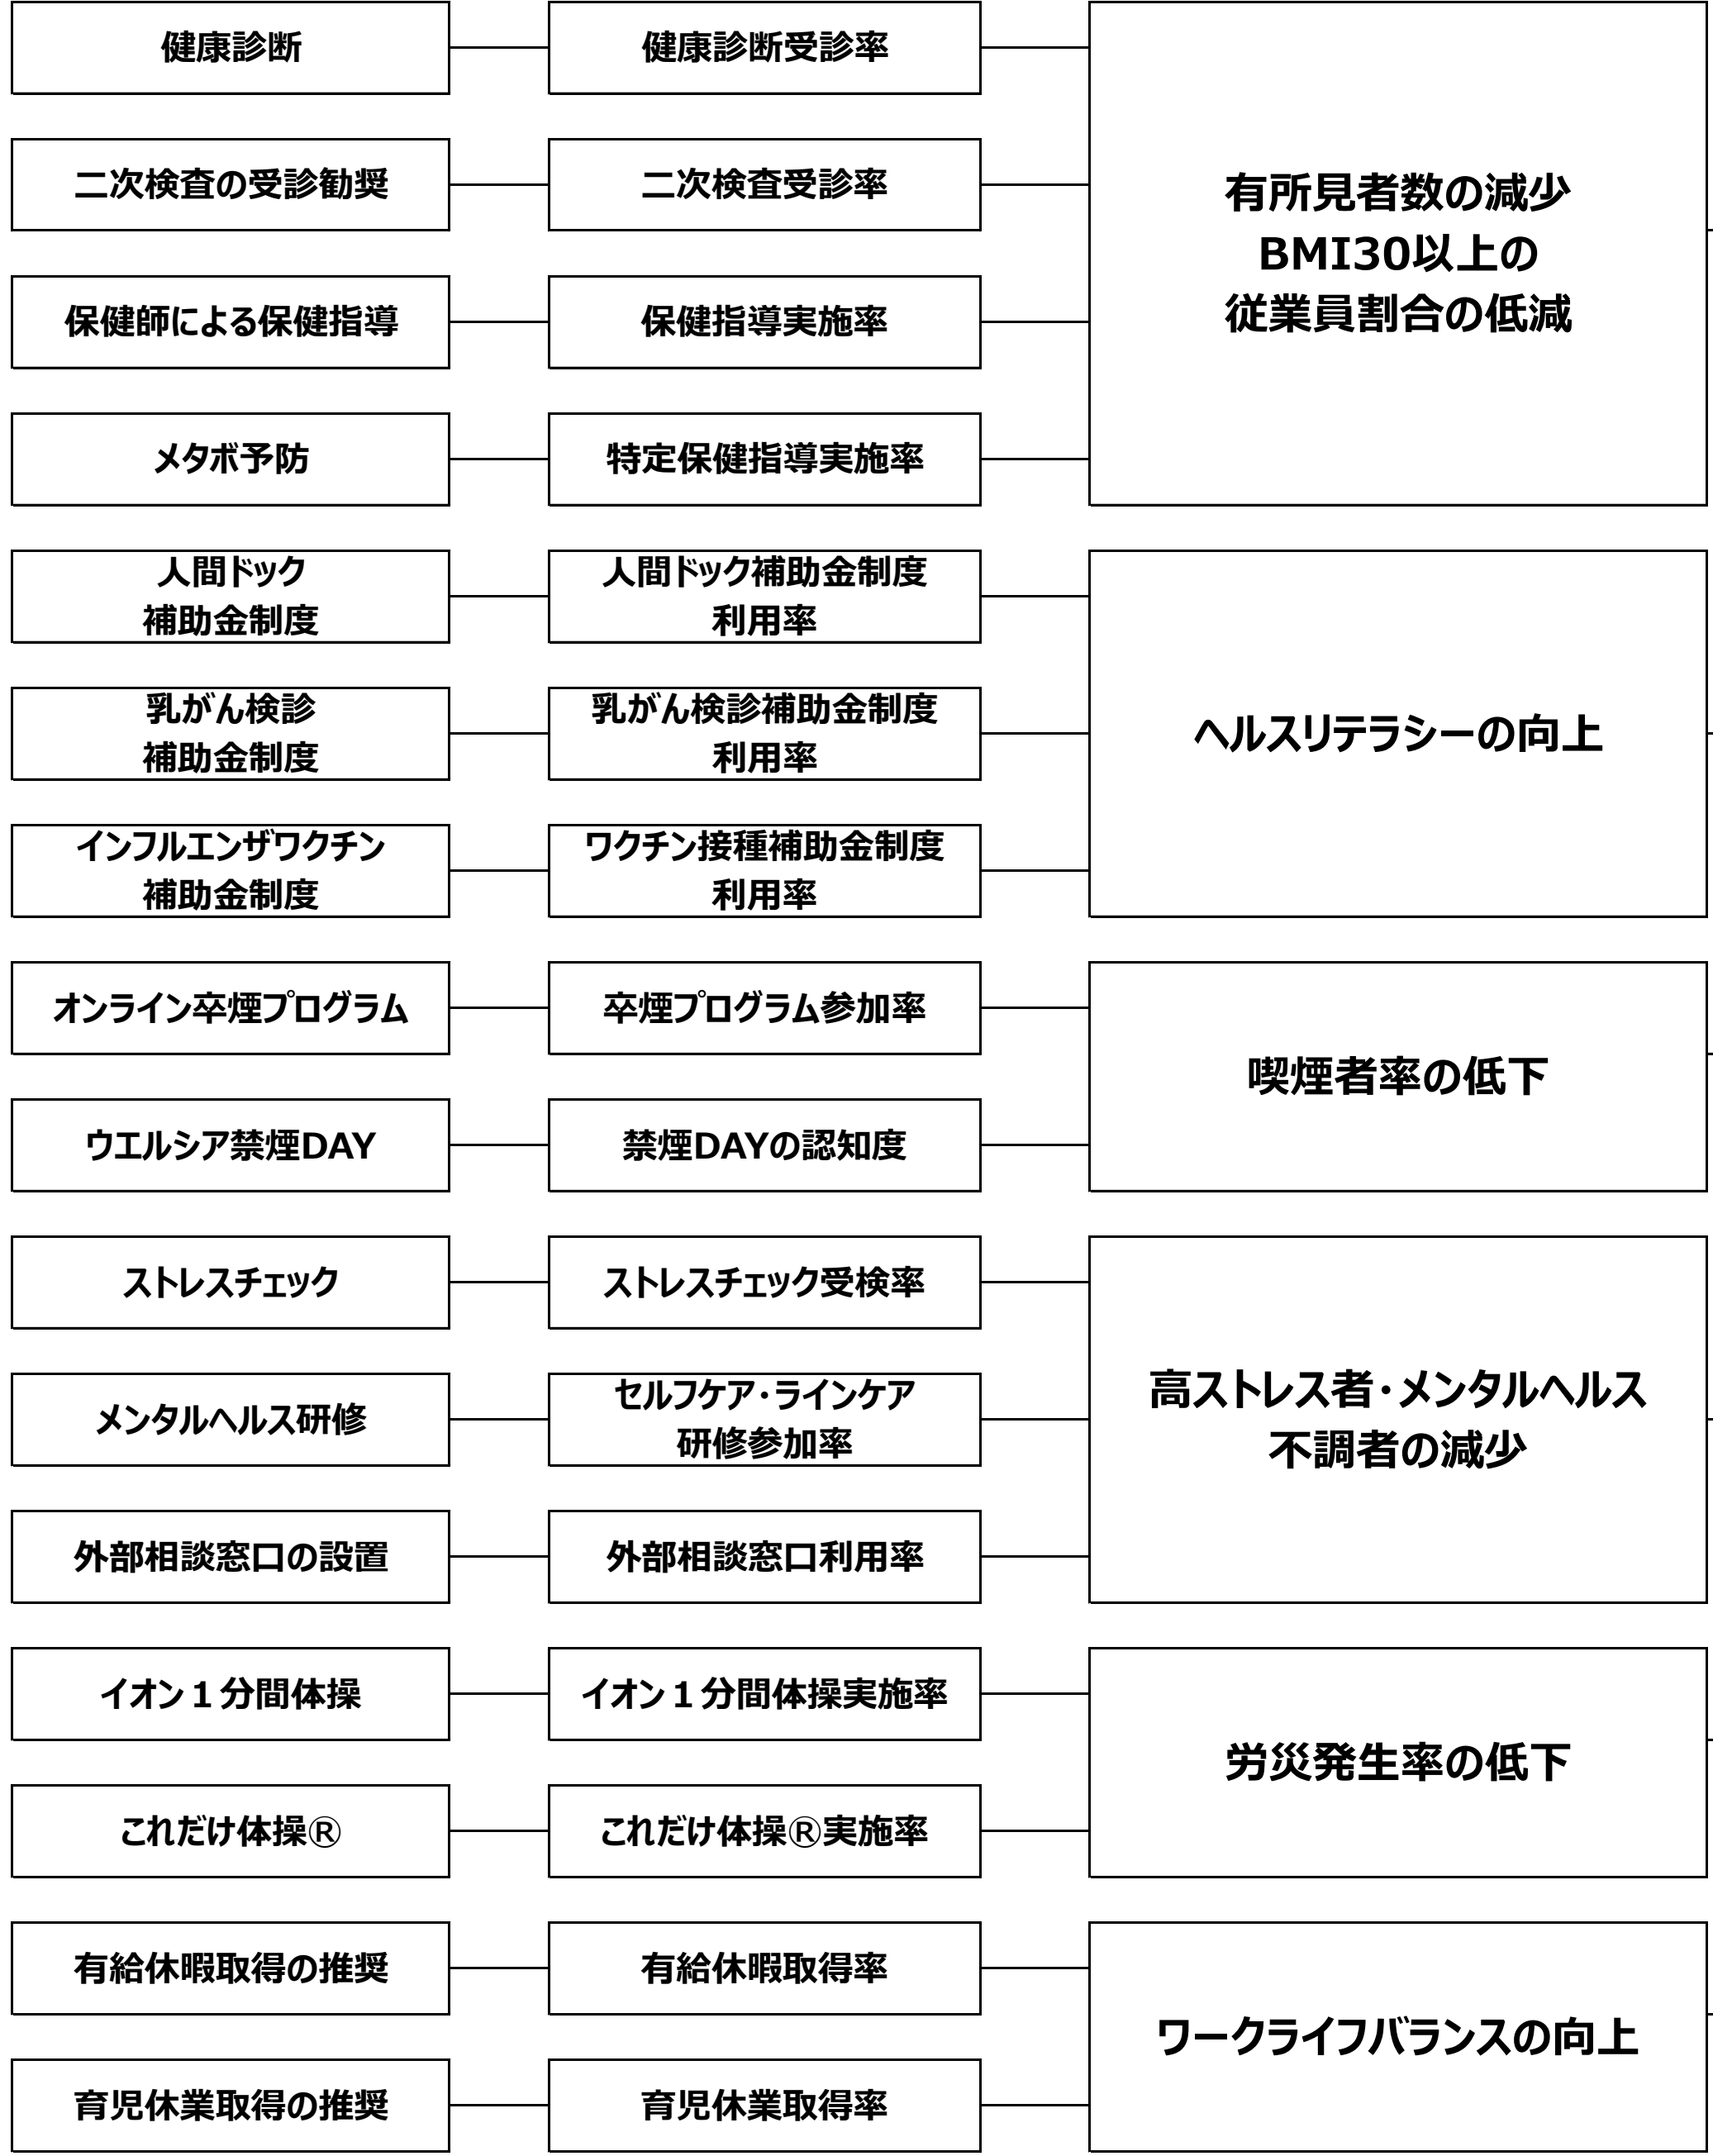 健康診断
健康診断受診率
二次検査の受診勧奨
二次検査受診率
保健師による保健指導
保健指導実施率
メタボ予防
特定保健指導実施率
有所見者数の減少
BMI30以上の
従業員割合の低減
人間ドック
補助金制度
人間ドック補助金制度
利用率
乳がん検診
補助金制度
乳がん検診補助金制度
利用率
インフルエンザワクチン
補助金制度
ワクチン接種補助金制度
利用率
ヘルスリテラシーの向上
オンライン卒煙プログラム
卒煙プログラム参加率
ウエルシア禁煙DAY
禁煙DAYの認知度
喫煙者率の低下
ストレスチェック
ストレスチェック受検率
メンタルヘルス研修
セルフケア・ラインケア
研修参加率
外部相談窓口の設置
外部相談窓口利用率
高ストレス者・メンタルヘルス
不調者の減少
イオン１分間体操
イオン１分間体操実施率
これだけ体操®
これだけ体操®実施率
労災発生率の低下
有給休暇取得の推奨
有給休暇取得率
育児休業取得の推奨
育児休業取得率
ワークライフバランスの向上